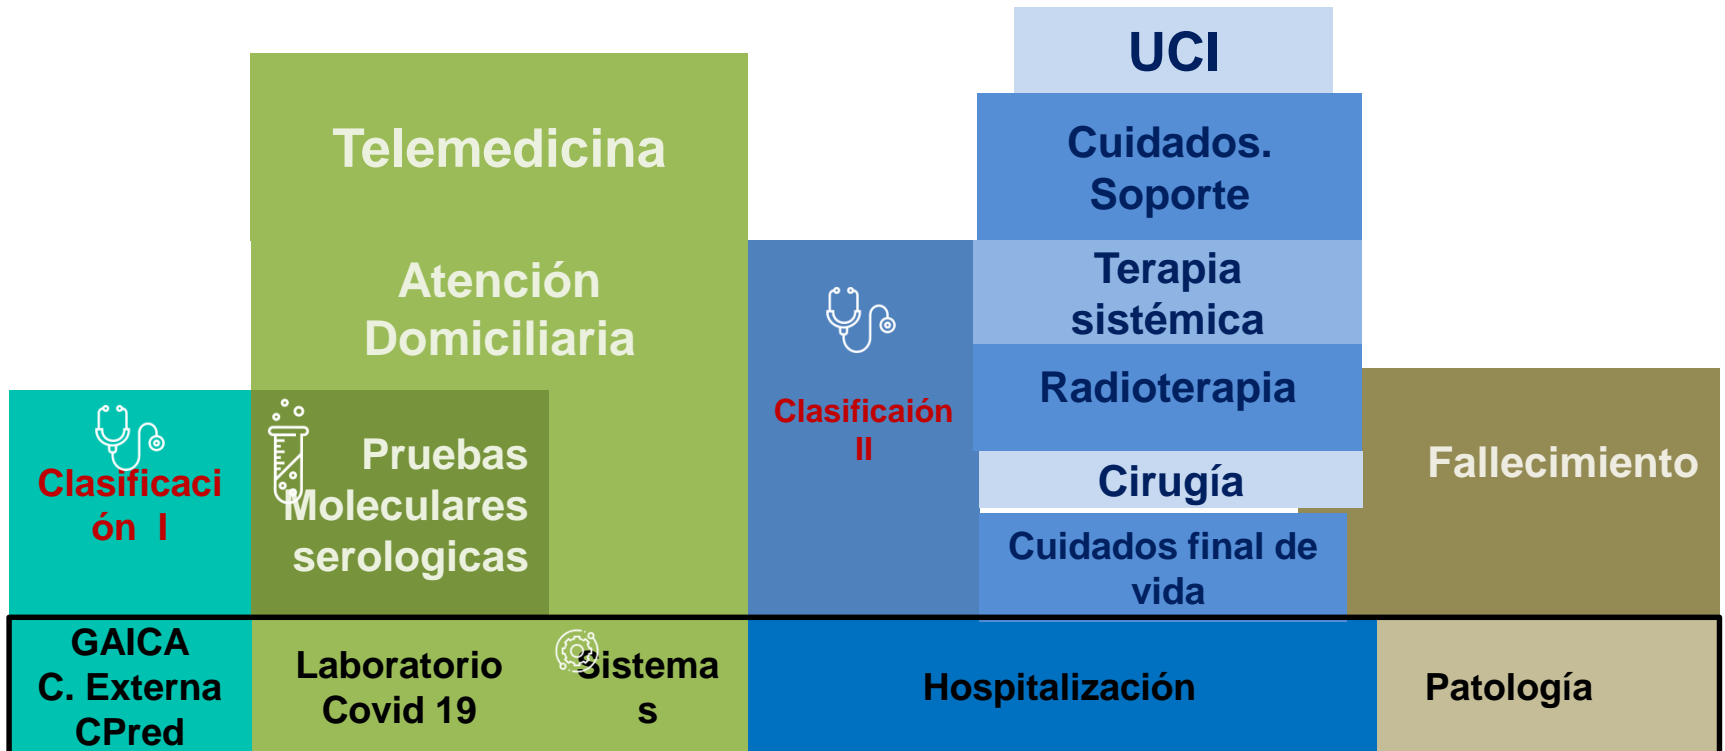 UCI
Telemedicina
Cuidados.
Soporte
Atención
Domiciliaria
Terapia
sistémica
Clasificaión
II
Radioterapia
Clasificaci
ón I
Pruebas
Moleculares
serologicas
Cirugía
Fallecimiento
Cuidados final de
vida
GAICA
C. Externa
CPred
Laboratorio
Covid 19
Sistema
s
Hospitalización
Patología